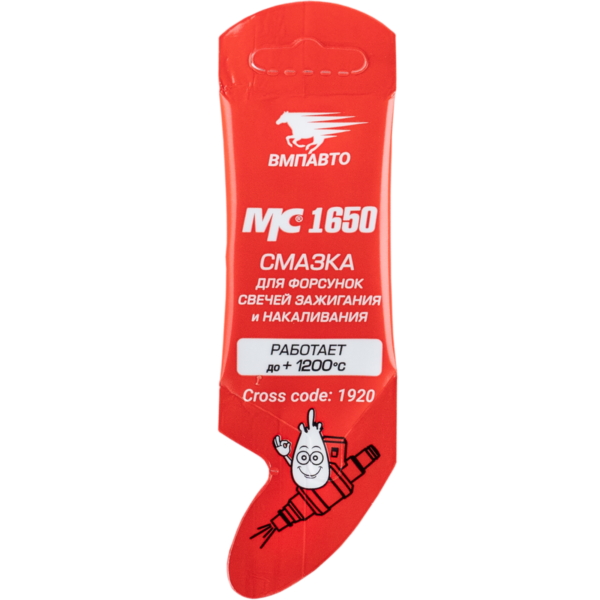 ВМПАВТО
МС® 1650
СМАЗКА
ДЛЯ ФОРСУНОК
СВЕЧЕЙ ЗАЖИГАНИЯ
и НАКАЛИВАНИЯ
РАБОТАЕТ
до + 1200°С
Cross code: 1920